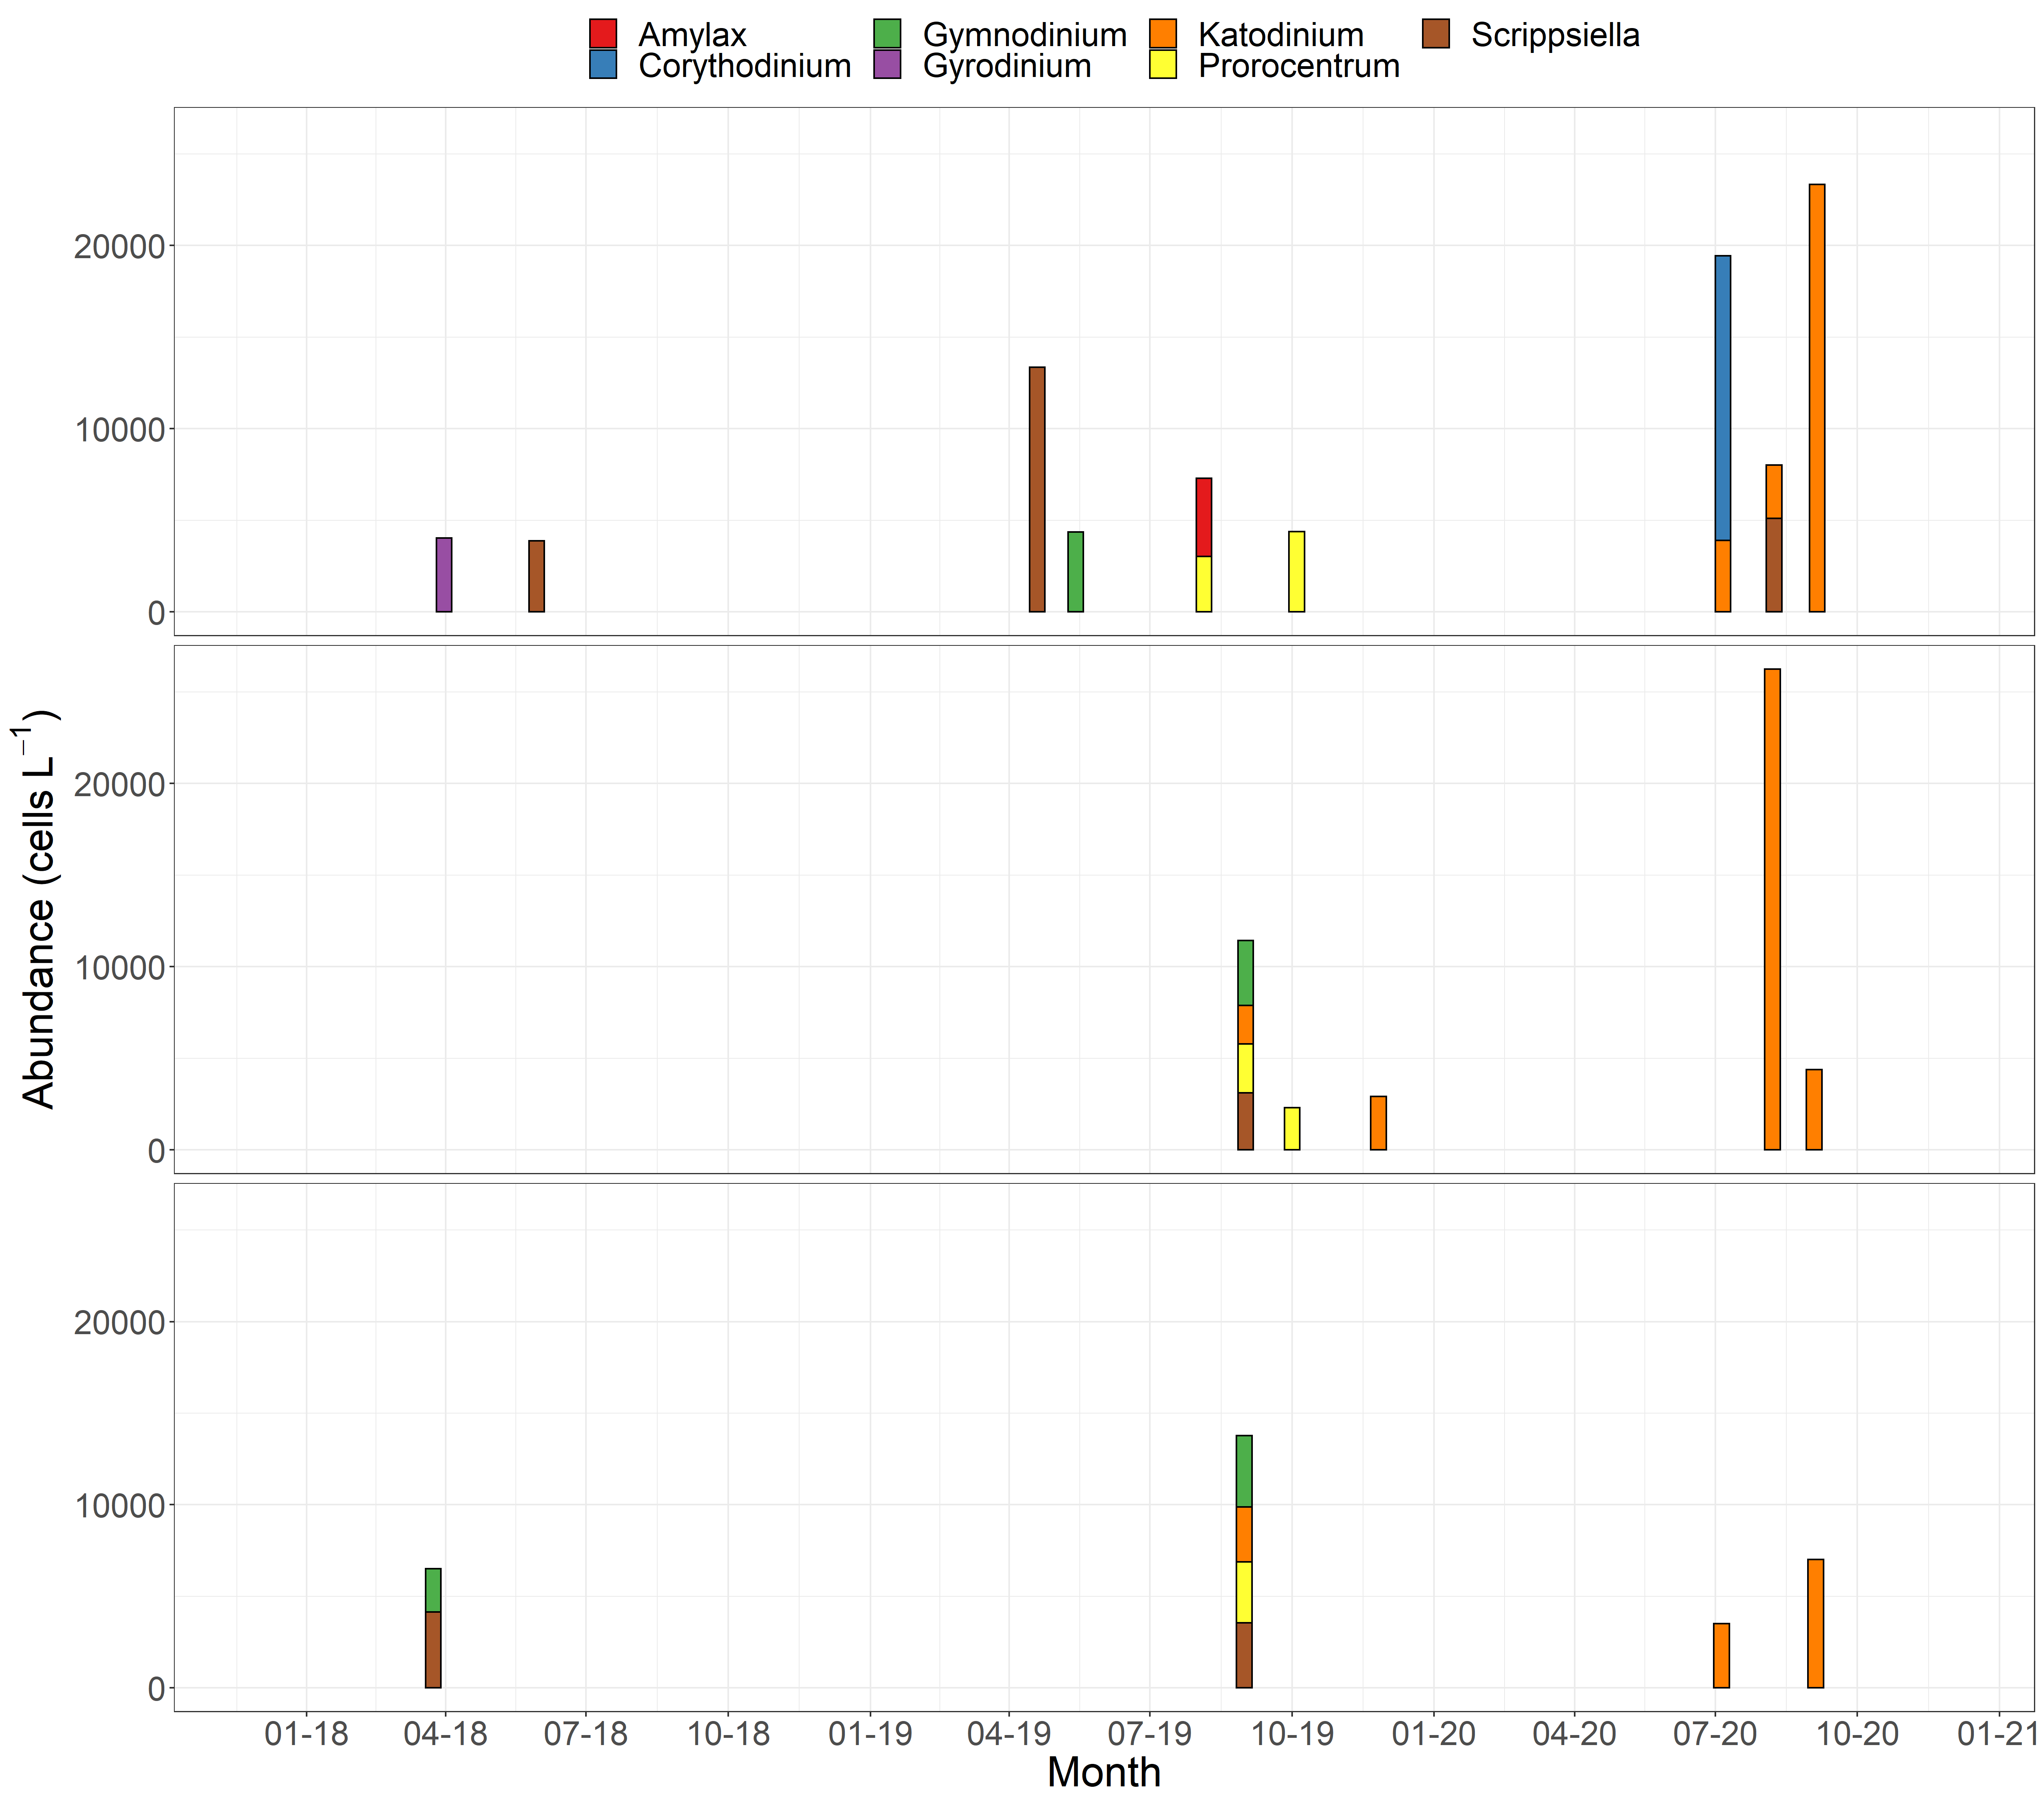 Amylax Gymnodinium Katodinium Scrippsiella
Corythodinium Gyrodinium Prorocentrum
20000
10000
0
Abundance (cells L⁻¹)
20000
10000
0
20000
10000
0
01-18 04-18 07-18 10-18 01-19 04-19 07-19 10-19 01-20 04-20 07-20 10-20 01-21
Month